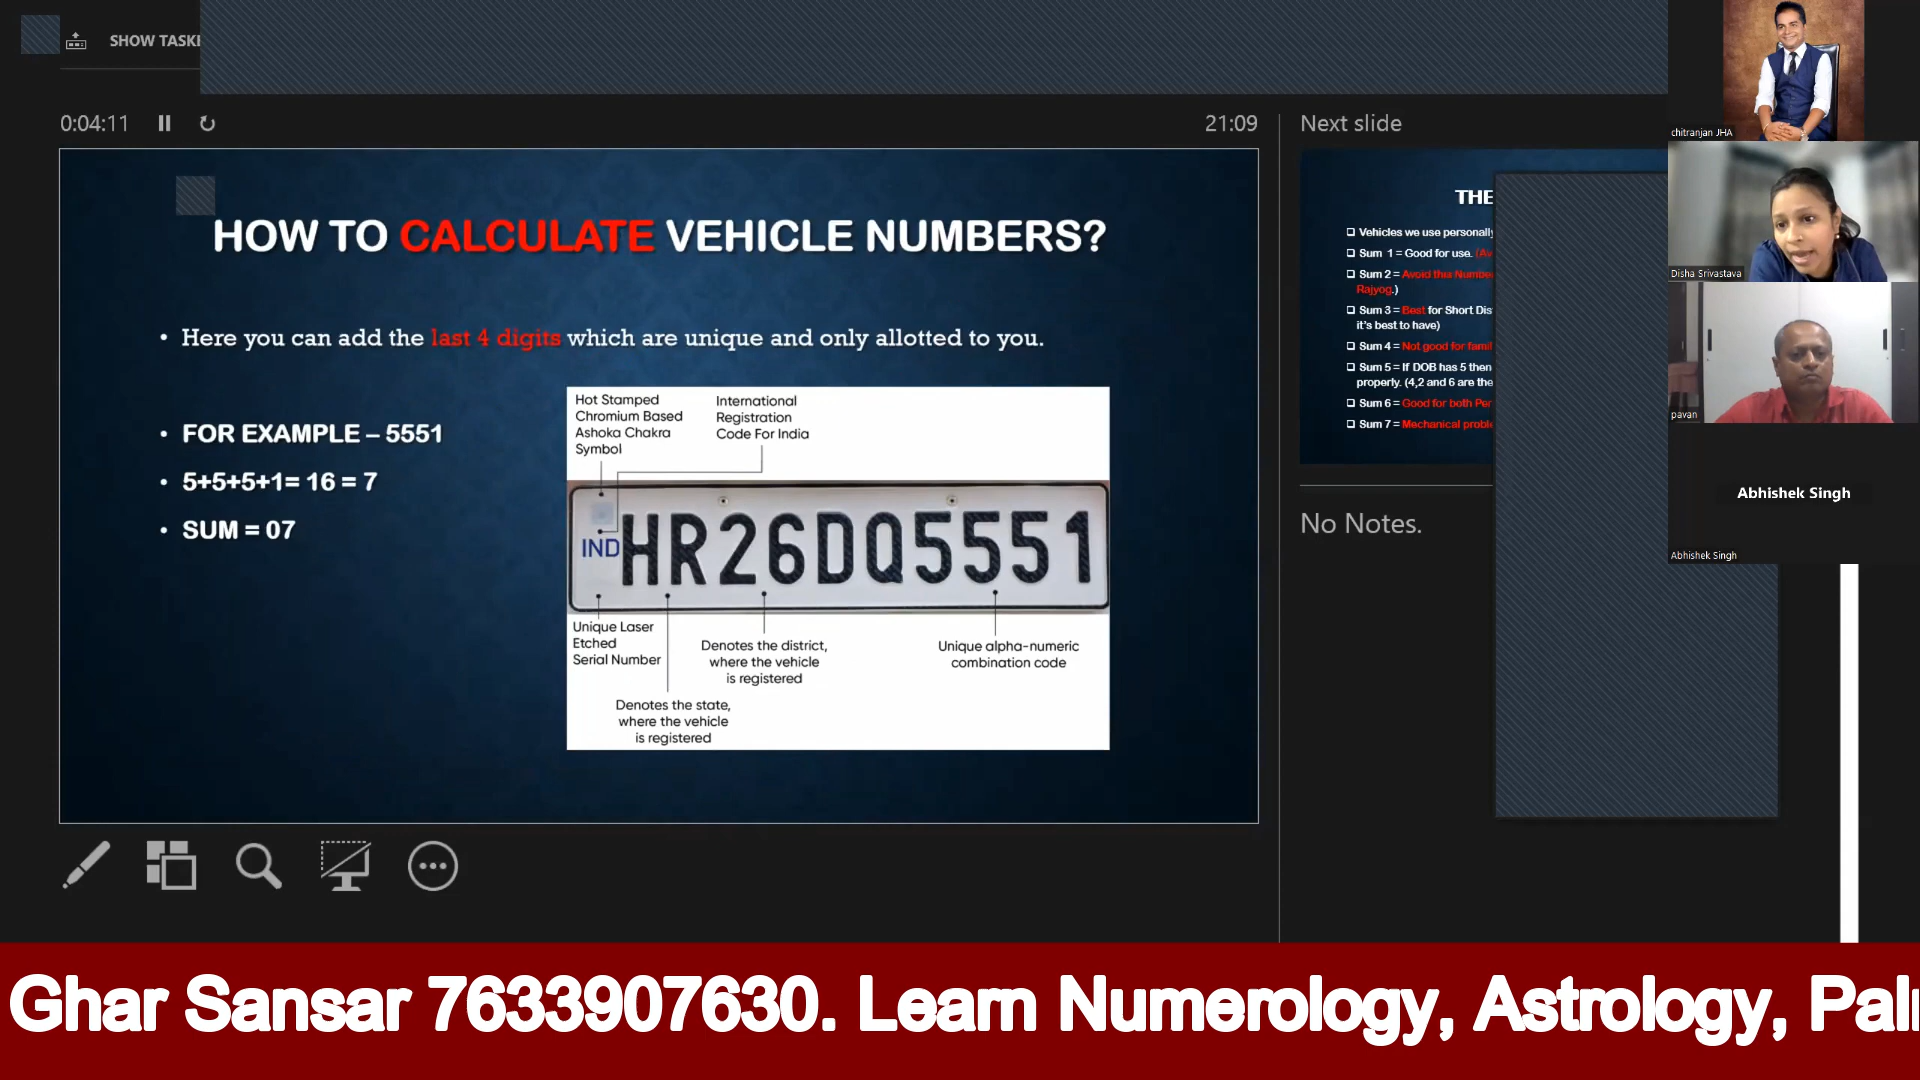 SHOW TASKE
0:04:11
21:09
Next slide
HOW TO CALCULATE VEHICLE NUMBERS?
• Here you can add the last 4 digits which are unique and only allotted to you.
• FOR EXAMPLE – 5551
• 5+5+5+1= 16 = 7
• SUM = 07
Hot Stamped
Chromium Based
Ashoka Chakra
Symbol
International
Registration
Code For India
IND
HR26DQ5551
Unique Laser
Etched
Serial Number
Denotes the state,
where the vehicle
is registered
Denotes the district,
where the vehicle
is registered
Unique alpha-numeric
combination code
THE
Vehicles we use personally
Sum 1 = Good for use. (Av
Sum 2 = Avoid this Numbe
Rajyog.)
Sum 3 = Best for Short Dis
it's best to have)
Sum 4 = Not good for famil
Sum 5 = If DOB has 5 then
properly. (4,2 and 6 are the
Sum 6 = Good for both Per
Sum 7 = Mechanical proble
No Notes.
chitranjan JHA
Disha Srivastava
pavan
Abhishek Singh
Abhishek Singh
Ghar Sansar 7633907630. Learn Numerology, Astrology, Pal